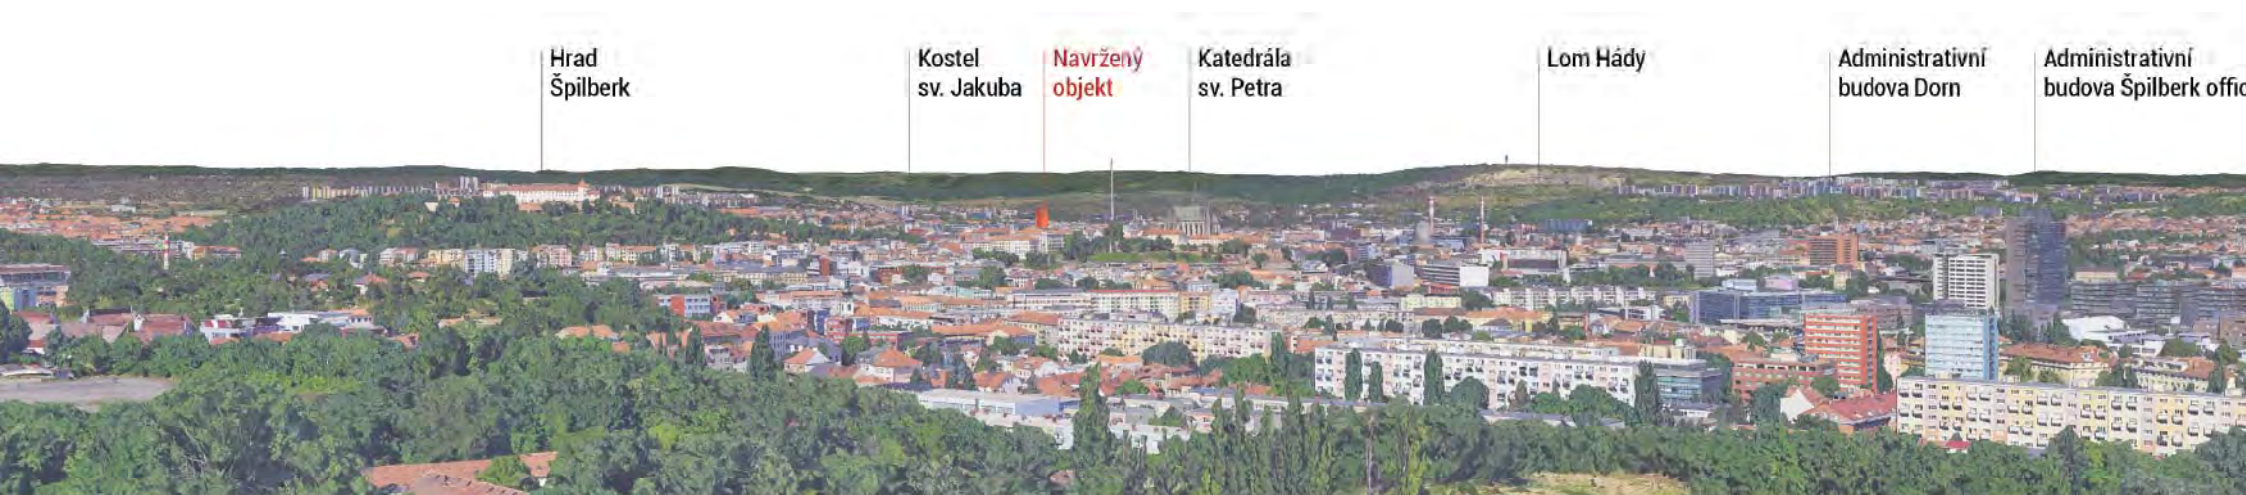 Hrad
Špilberk
Kostel
sv. Jakuba
Navržený
objekt
Katedrála
sv. Petra
Lom Hády
Administrativní
budova Dorn
Administrativní
budova Špilberk offic